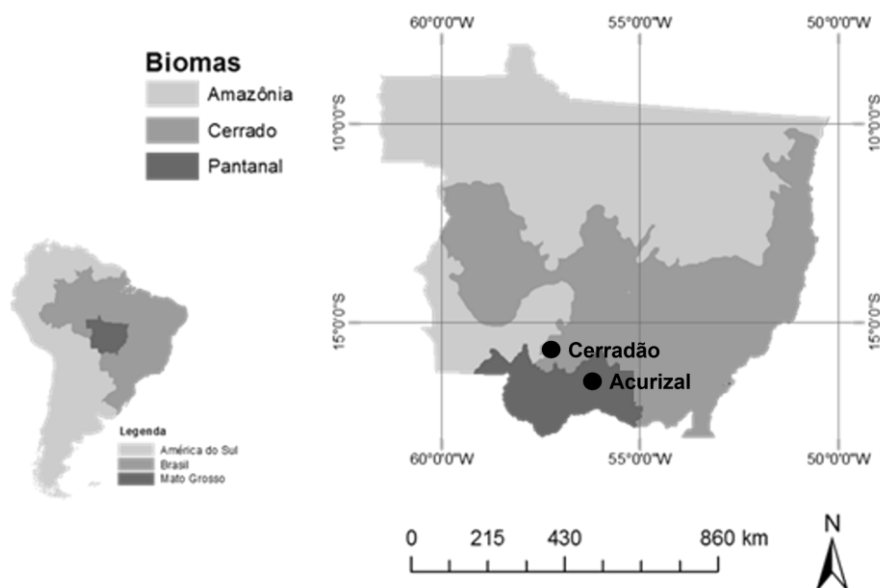 Biomas
Amazônia
Cerrado
Pantanal
Legenda
América do Sul
Brasil
Mato Grosso
60°0'0"W 55°0'0"W 50°0'0"W
10°0'0"S 10°0'0"S
15°0'0"S 15°0'0"S
Cerradão
Acurizal
60°0'0"W 55°0'0"W 50°0'0"W
0 215 430 860 km
N